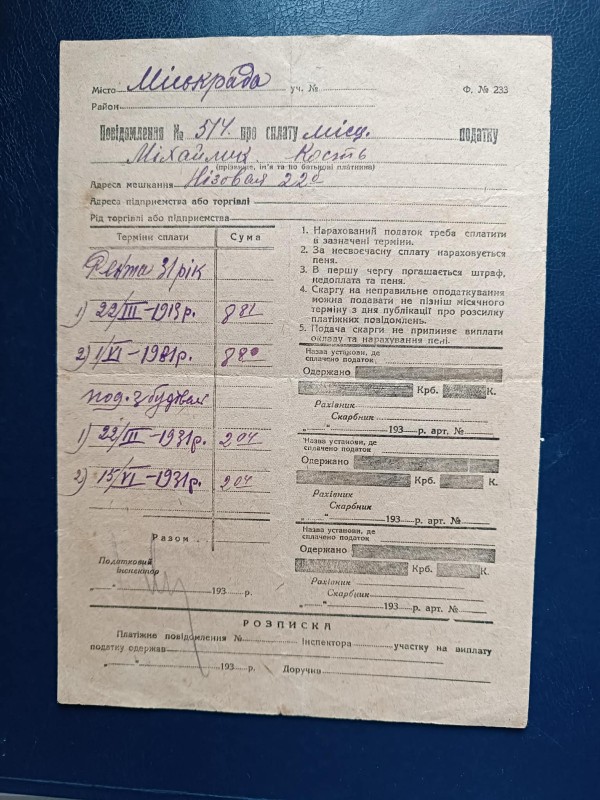 Місто Міськрада уч. № Ф. № 233
Район
Повідомлення № 514. про сплату місц. податку
Міхайлик Кость
(прізвище, ім'я та по батькові платника)
Адреса мешкання Нізовая 22
Адреса підприємства або торгівлі
Рід торгівлі або підприємства
Терміни сплати Сума
Рента 31 рік
1) 22/III-1913 р.
2) 1/VI-1981 р.
под. з будівель
1) 22/III-1931 р. 204
2) 15/VI-1931 р. 204
Разом
Податковий інспектор
„ “ 193 р.
1. Нарахований податок треба сплатити
в зазначені терміни.
2. За несвоєчасну сплату нараховується
пеня.
3. В першу чергу погашається штраф,
недоплата та пеня.
4. Скаргу на неправильне оподаткування
можна подавати не пізніш місячного
терміну з дня публікації про розсилку
платіжних повідомлень.
5. Подача скарги не припиняє виплати
окладу та нарахування пені.
Назва установи, де
сплачено податок
Одержано
Крб. К.
Рахівник
Скарбник
„ “ 193 р. арт. №
Назва установи, де
сплачено податок
Одержано
Крб. К.
Рахівник
Скарбник
„ “ 193 р. арт. №
Назва установи, де
сплачено податок
Одержано
Крб. К.
Рахівник
Скарбник
„ “ 193 р. арт. №
РОЗПИСКА
Платіжне повідомлення № Інспектора участку на виплату
податку одержав 193 р. Доручив